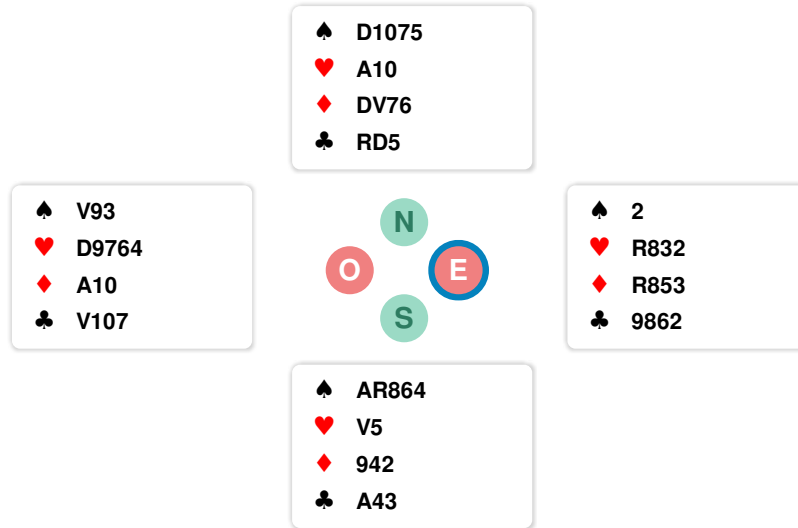 ♠ D1075
♥ A10
♦ DV76
♣ RD5
♠ V93
♥ D9764
♦ A10
♣ V107
N
O
E
S
♠ 2
♥ R832
♦ R853
♣ 9862
♠ AR864
♥ V5
♦ 942
♣ A43